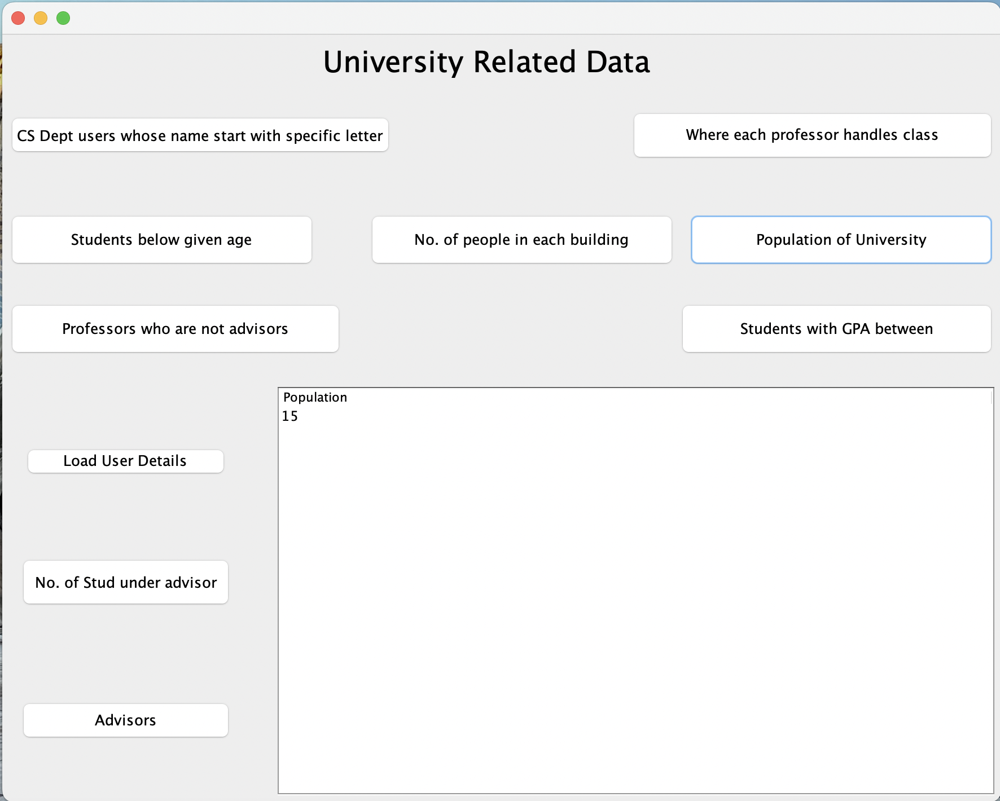 University Related Data
CS Dept users whose name start with specific letter
Where each professor handles class
Students below given age
No. of people in each building
Population of University
Professors who are not advisors
Students with GPA between
Population
15
Load User Details
No. of Stud under advisor
Advisors